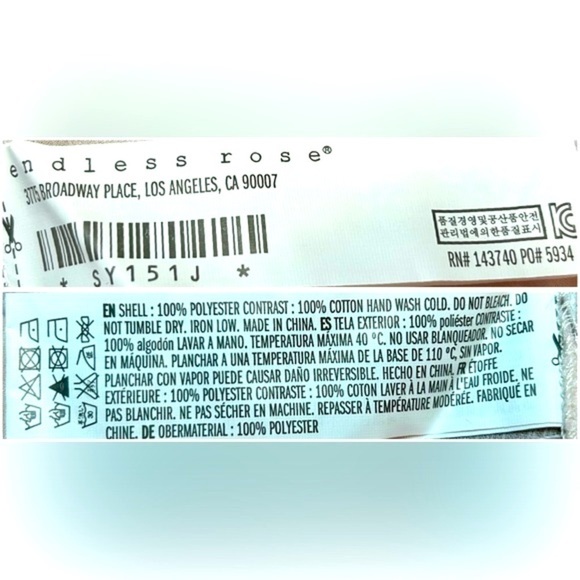 endless rose®
3775 BROADWAY PLACE, LOS ANGELES, CA 90007
품질경영및공산품안전
관리법에의한품질표시
* SY151J *
RN# 143740 PO# 5934
EN SHELL : 100% POLYESTER CONTRAST : 100% COTTON HAND WASH COLD. DO NOT BLEACH. DO
NOT TUMBLE DRY. IRON LOW. MADE IN CHINA. ES TELA EXTERIOR : 100% poliéster CONTRASTE :
100% algodón LAVAR A MANO. TEMPERATURA MÁXIMA 40 °C. NO USAR BLANQUEADOR. NO SECAR
EN MÁQUINA. PLANCHAR A UNA TEMPERATURA MÁXIMA DE LA BASE DE 110 °C, SIN VAPOR.
PLANCHAR CON VAPOR PUEDE CAUSAR DAÑO IRREVERSIBLE. HECHO EN CHINA. FR ÉTOFFE
EXTÉRIEURE : 100% POLYESTER CONTRASTE : 100% COTON LAVER À LA MAIN À L'EAU FROIDE. NE
PAS BLANCHIR. NE PAS SÉCHER EN MACHINE. REPASSER À TEMPÉRATURE MODÉRÉE. FABRIQUÉ EN
CHINE. DE OBERMATERIAL : 100% POLYESTER